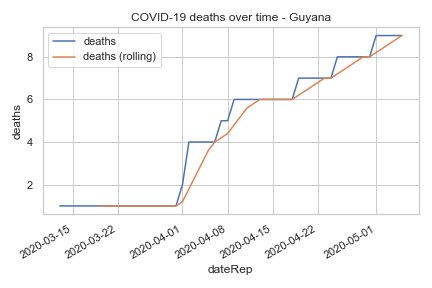 COVID-19 deaths over time - Guyana
deaths
deaths (rolling)
deaths
8
6
4
2
2020-03-15
2020-03-22
2020-04-01
2020-04-08
2020-04-15
2020-04-22
2020-05-01
dateRep